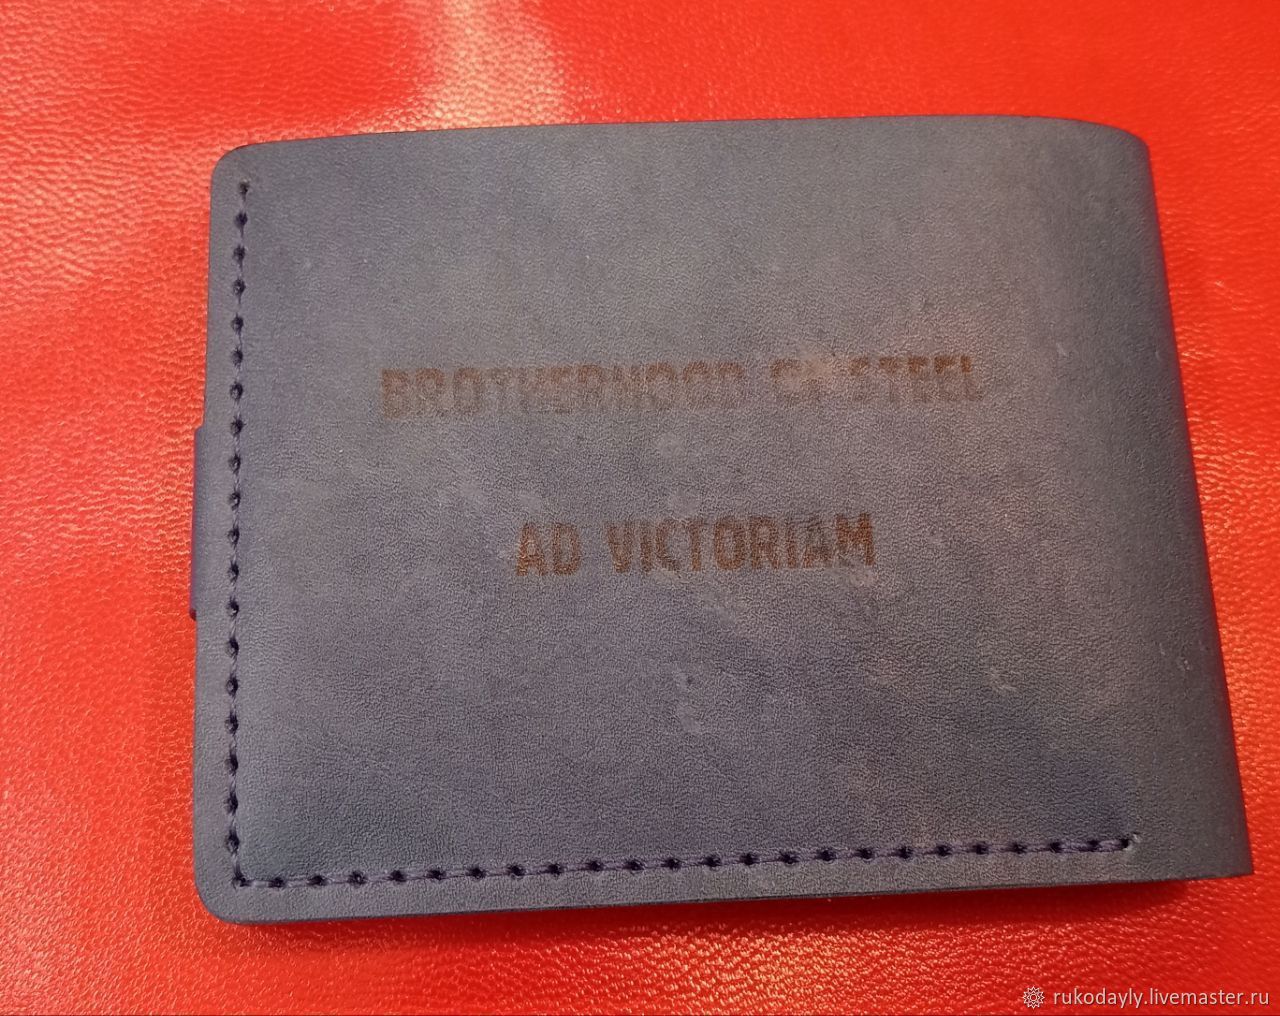 BROTHERHOOD OF STEEL
AD VICTORIAM
rukodayly.livemaster.ru